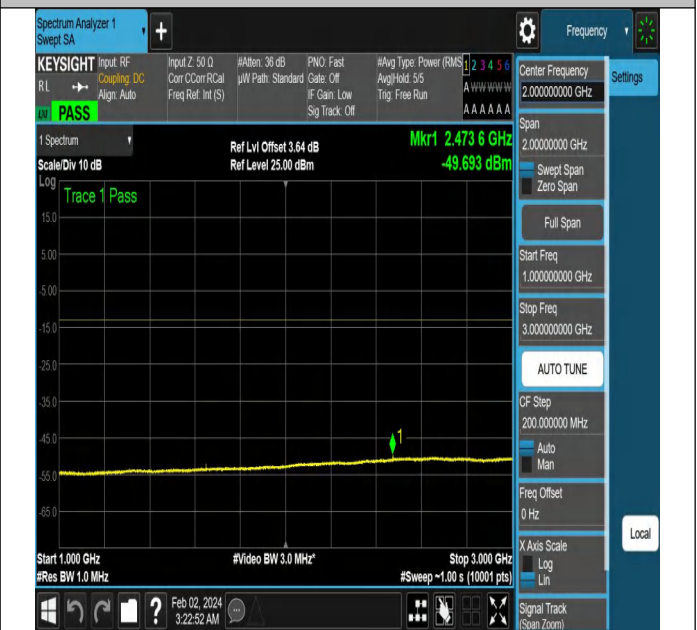 Spectrum Analyzer 1
Swept SA
+
Frequency
KEYSIGHT
RL
PASS
Input: RF
Coupling: DC
Align: Auto
Input Z: 50 Ω
Corr CCorr RCal
Freq Ref: Int (S)
#Atten: 36 dB
µW Path: Standard
PNO: Fast
Gate: Off
IF Gain: Low
Sig Track: Off
#Avg Type: Power (RMS
Avg|Hold: 5/5
Trig: Free Run
1 2 3 4 5 6
A W W W W W
A A A A A A
1 Spectrum
Scale/Div 10 dB
Ref Lvl Offset 3.64 dB
Ref Level 25.00 dBm
Mkr1 2.473 6 GHz
-49.693 dBm
Log
Trace 1 Pass
15.0
5.00
-5.00
-15.0
-25.0
-35.0
-45.0
-55.0
-65.0
1
Start 1.000 GHz
#Res BW 1.0 MHz
#Video BW 3.0 MHz*
Stop 3.000 GHz
#Sweep ~1.00 s (10001 pts)
Feb 02, 2024
3:22:52 AM
?
Center Frequency
2.000000000 GHz
Span
2.00000000 GHz
Swept Span
Zero Span
Full Span
Start Freq
1.000000000 GHz
Stop Freq
3.000000000 GHz
AUTO TUNE
CF Step
200.000000 MHz
Auto
Man
Freq Offset
0 Hz
X Axis Scale
Log
Lin
Signal Track
(Span Zoom)
Settings
Local